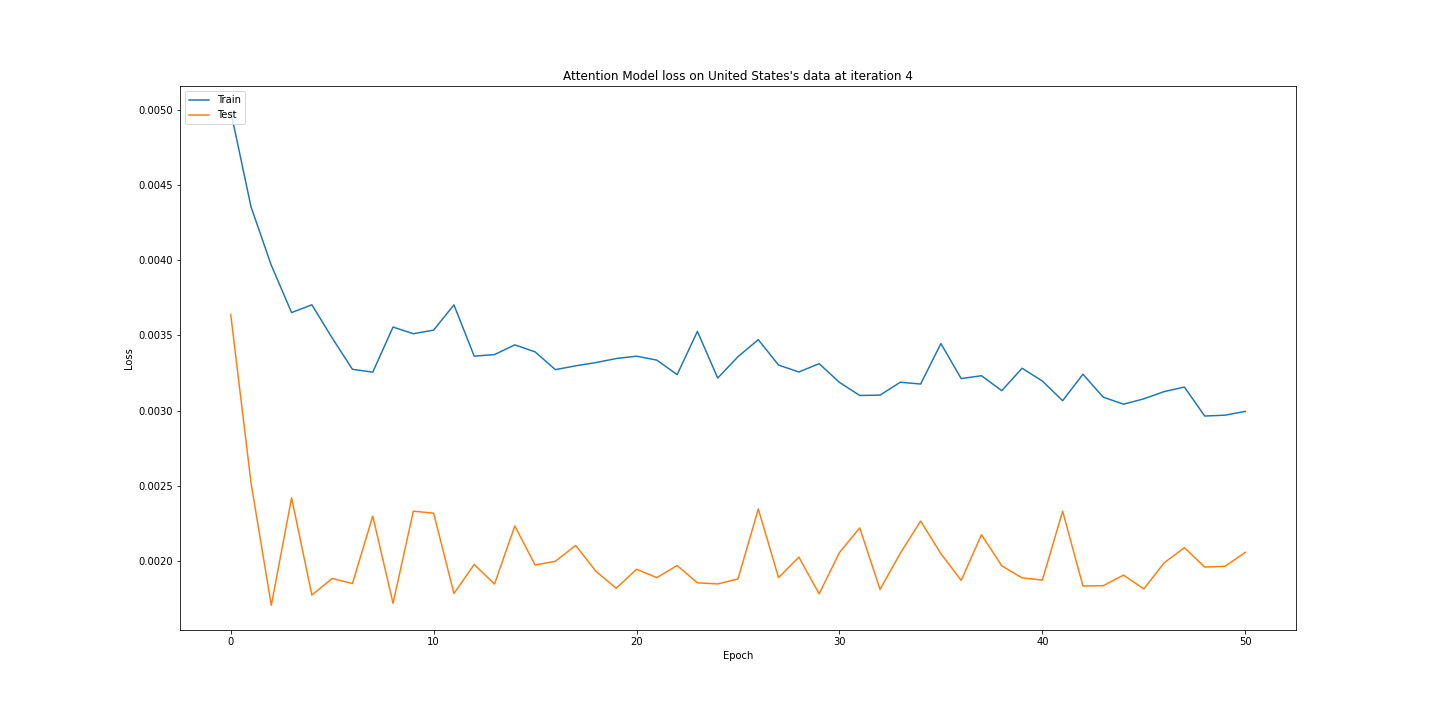 Attention Model loss on United States's data at iteration 4
Train
Test
0.0050
0.0045
0.0040
0.0035
0.0030
0.0025
0.0020
Loss
0 10 20 30 40 50
Epoch